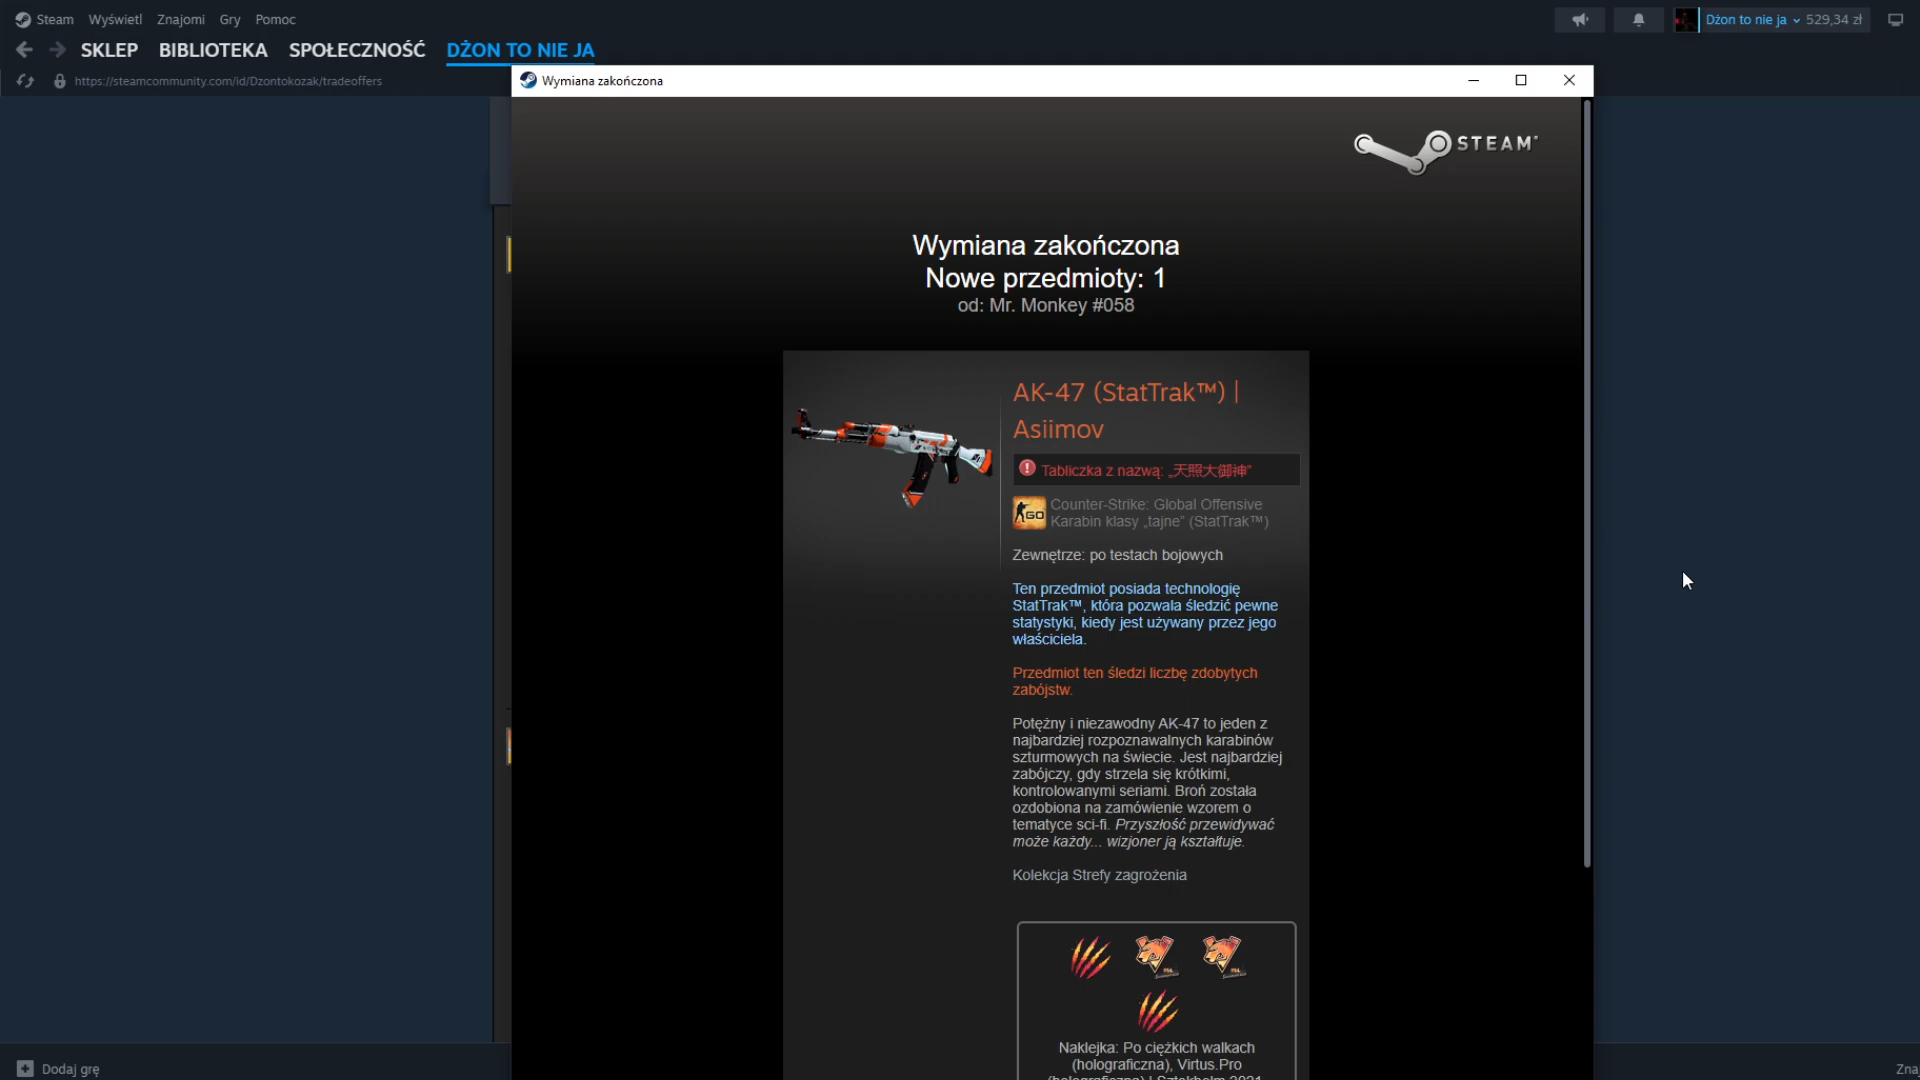 Steam Wyświetl Znajomi Gry Pomoc
Dżon to nie ja 529,34 zł
SKLEP BIBLIOTEKA SPOŁECZNOŚĆ DŻON TO NIE JA
https://steamcommunity.com/id/Dzontokozak/tradeoffers
Wymiana zakończona
STEAM
Wymiana zakończona
Nowe przedmioty: 1
od: Mr. Monkey #058
AK-47 (StatTrak™) |
Asiimov
Tabliczka z nazwą: „天照大御神”
GO
Counter-Strike: Global Offensive
Karabin klasy „tajne” (StatTrak™)
Zewnętrze: po testach bojowych
Ten przedmiot posiada technologię
StatTrak™, która pozwala śledzić pewne
statystyki, kiedy jest używany przez jego
właściciela.
Przedmiot ten śledzi liczbę zdobytych
zabójstw.
Potężny i niezawodny AK-47 to jeden z
najbardziej rozpoznawalnych karabinów
szturmowych na świecie. Jest najbardziej
zabójczy, gdy strzela się krótkimi,
kontrolowanymi seriami. Broń została
ozdobiona na zamówienie wzorem o
tematyce sci-fi. Przyszłość przewidywać
może każdy... wizjoner ją kształtuje.
Kolekcja Strefy zagrożenia
Naklejka: Po ciężkich walkach
(holograficzna), Virtus.Pro
(holograficzna) | Sztokholm 2021
Dodaj grę
Zna